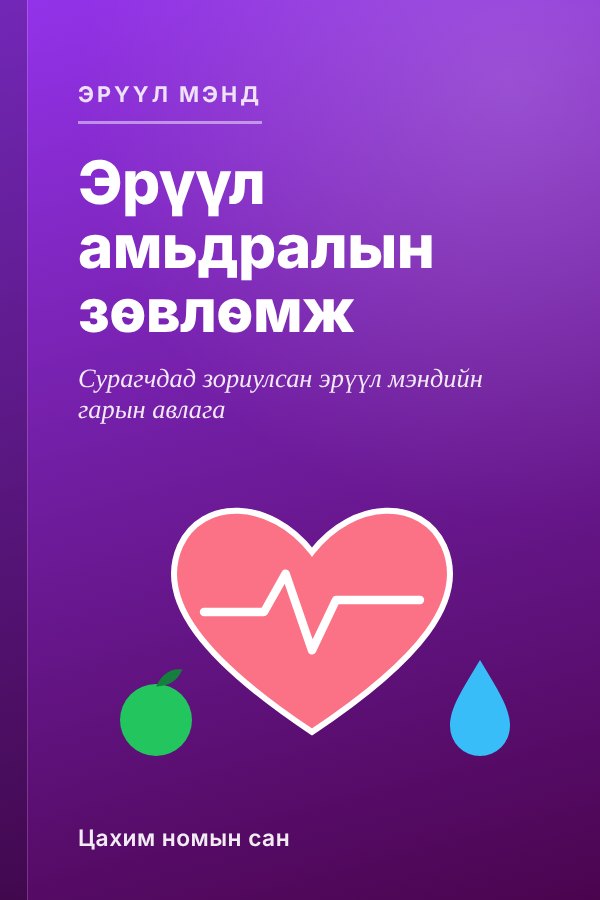 ЭРҮҮЛ МЭНД
Эрүүл
амьдралын
зөвлөмж
Сурагчдад зориулсан эрүүл мэндийн
гарын авлага
Цахим номын сан